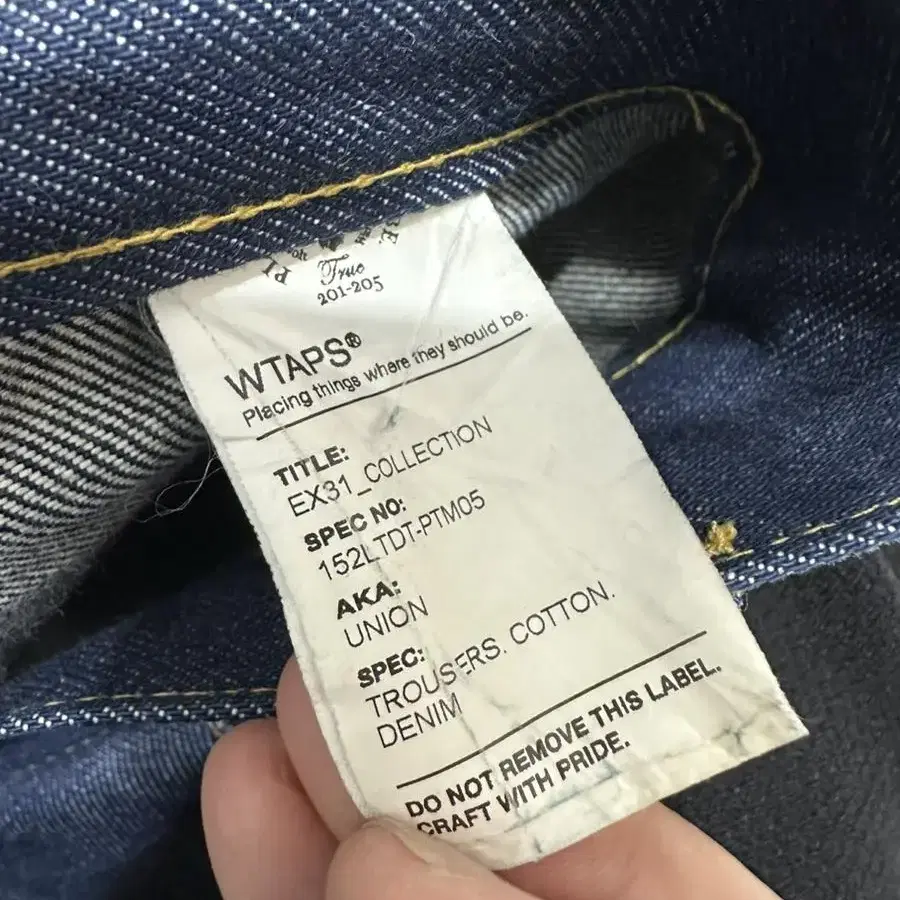 True
201-205
WTAPS®
Placing things where they should be.
TITLE:
EX31_COLLECTION
SPEC NO:
152LTDT-PTM05
AKA:
UNION
SPEC:
TROUSERS. COTTON.
DENIM
DO NOT REMOVE THIS LABEL.
CRAFT WITH PRIDE.